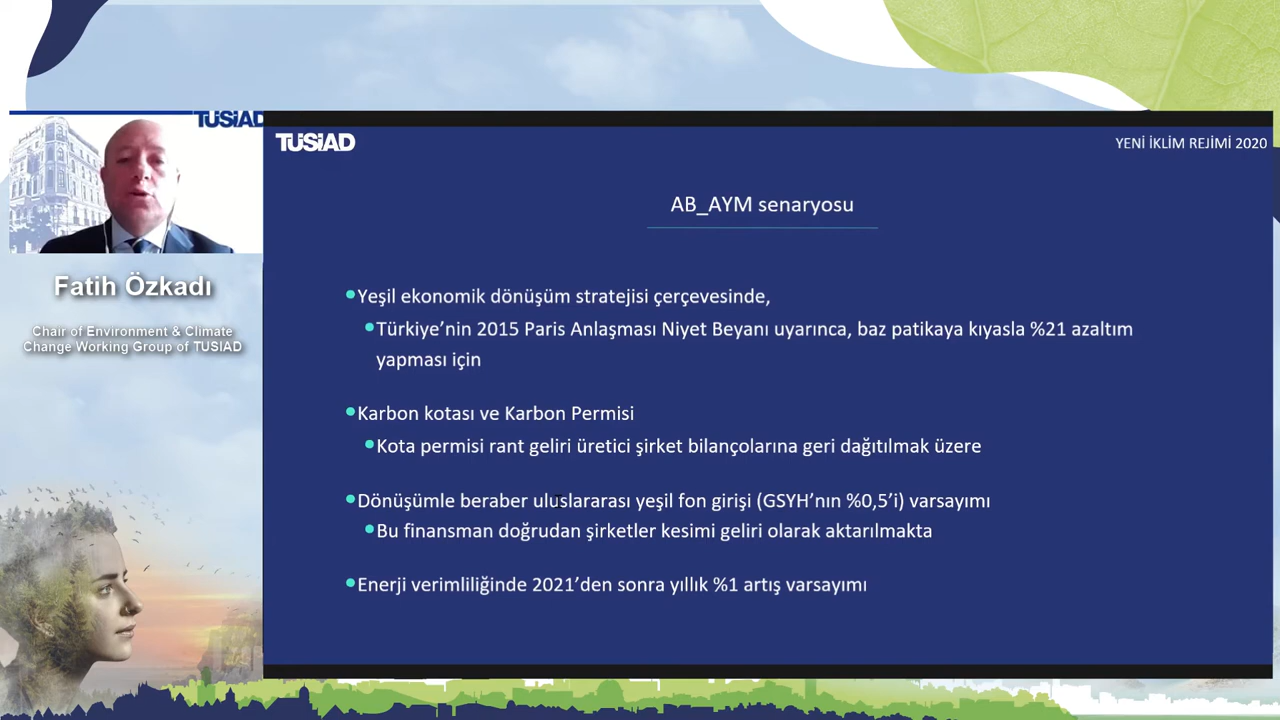 TÜSİAD
TÜSİAD
YENİ İKLİM REJİMİ 2020
AB_AYM senaryosu
Fatih Özkadı
Chair of Environment & Climate
Change Working Group of TUSIAD
•Yeşil ekonomik dönüşüm stratejisi çerçevesinde,
•Türkiye’nin 2015 Paris Anlaşması Niyet Beyanı uyarınca, baz patikaya kıyasla %21 azaltım
yapması için
•Karbon kotası ve Karbon Permisi
•Kota permisi rant geliri üretici şirket bilançolarına geri dağıtılmak üzere
•Dönüşümle beraber uluslararası yeşil fon girişi (GSYH’nın %0,5’i) varsayımı
•Bu finansman doğrudan şirketler kesimi geliri olarak aktarılmakta
•Enerji verimliliğinde 2021’den sonra yıllık %1 artış varsayımı